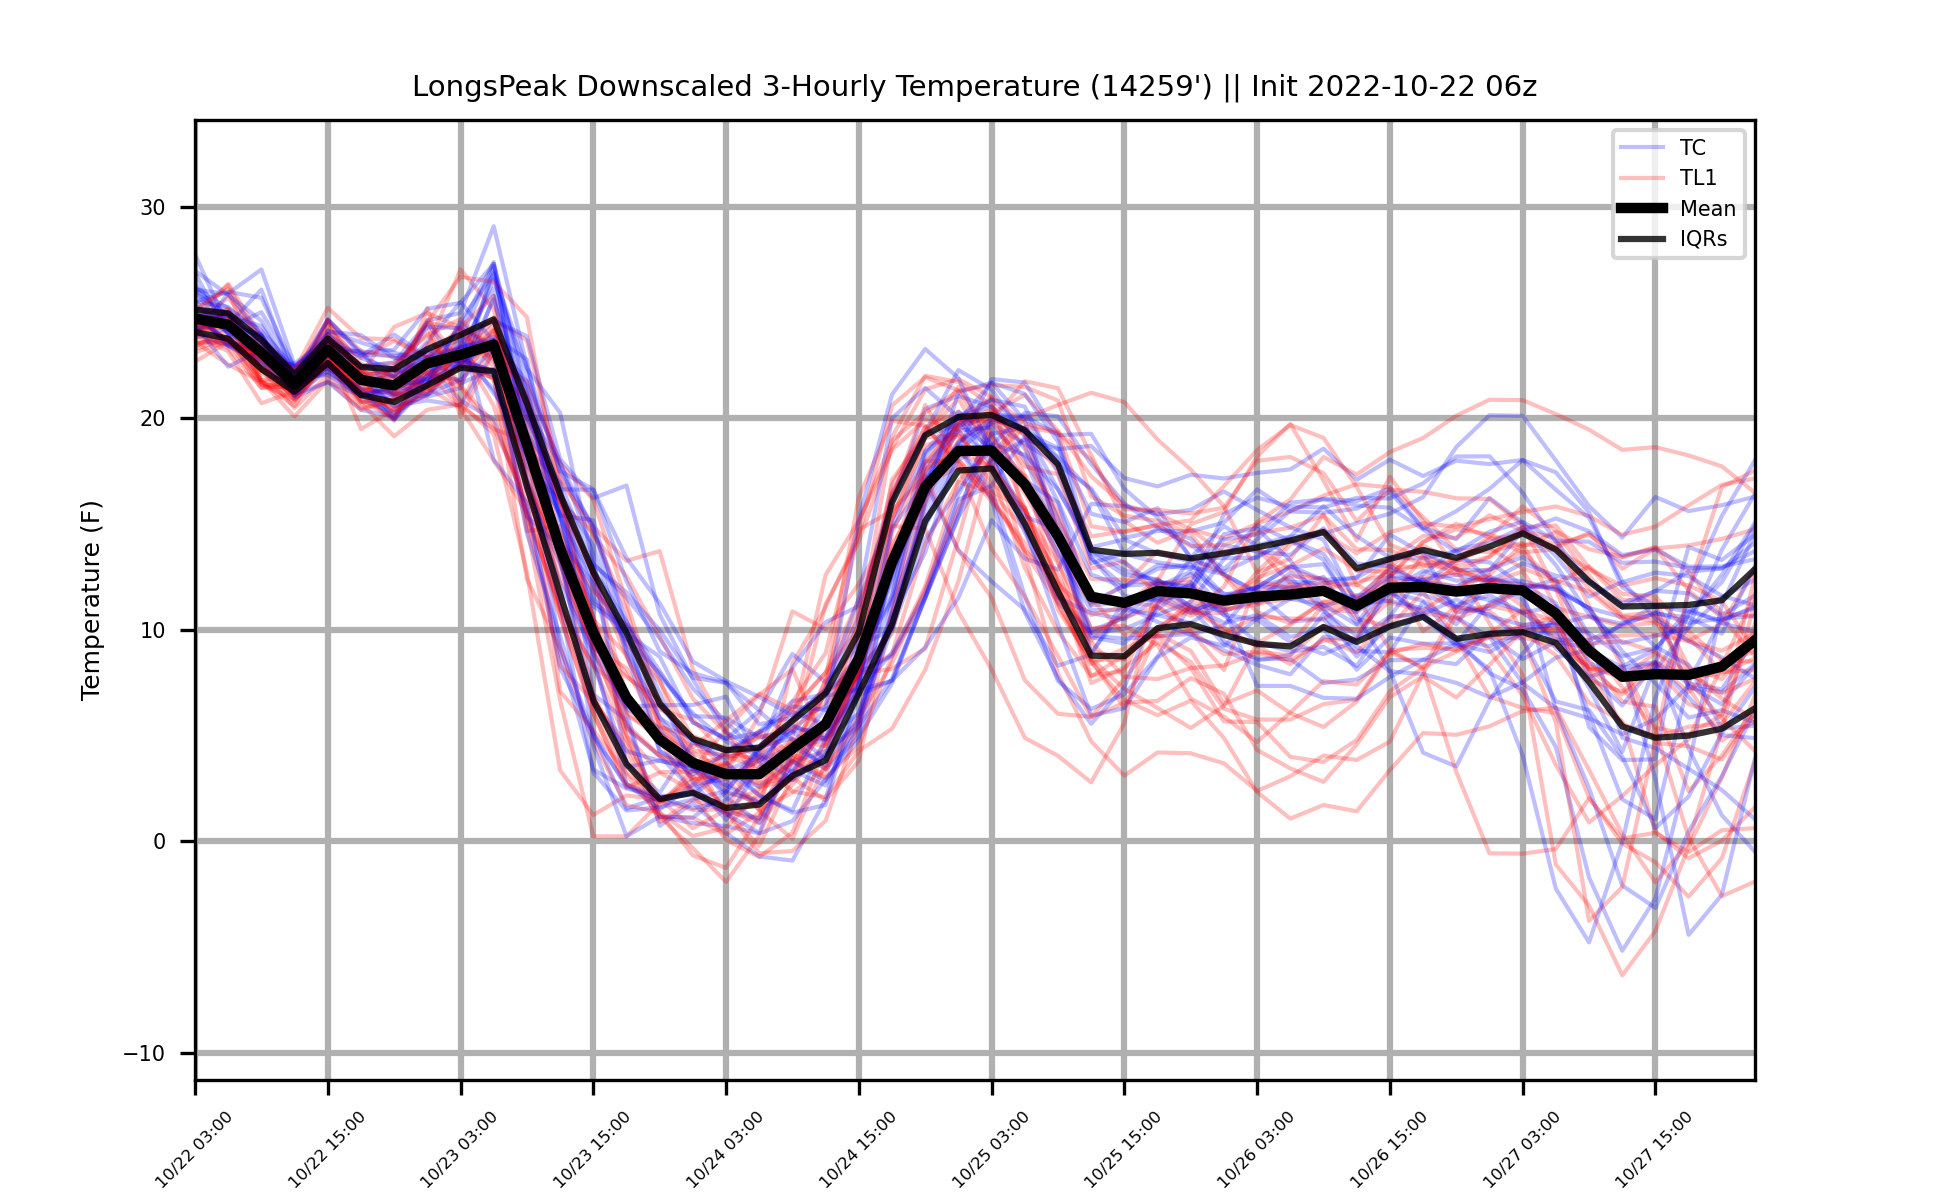 LongsPeak Downscaled 3-Hourly Temperature (14259') || Init 2022-10-22 06z
TC
TL1
Mean
IQRs
Temperature (F)
30
20
10
0
−10
10/22 03:00
10/22 15:00
10/23 03:00
10/23 15:00
10/24 03:00
10/24 15:00
10/25 03:00
10/25 15:00
10/26 03:00
10/26 15:00
10/27 03:00
10/27 15:00